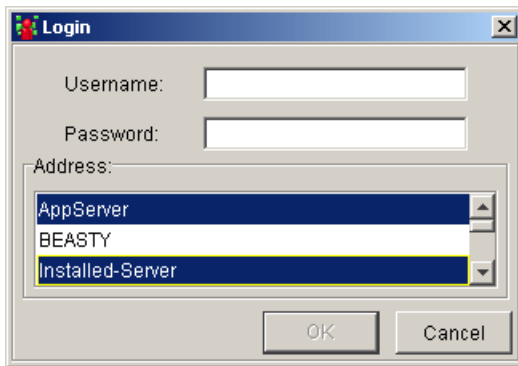 Login
Username:
Password:
Address:
AppServer
BEASTY
Installed-Server
OK
Cancel